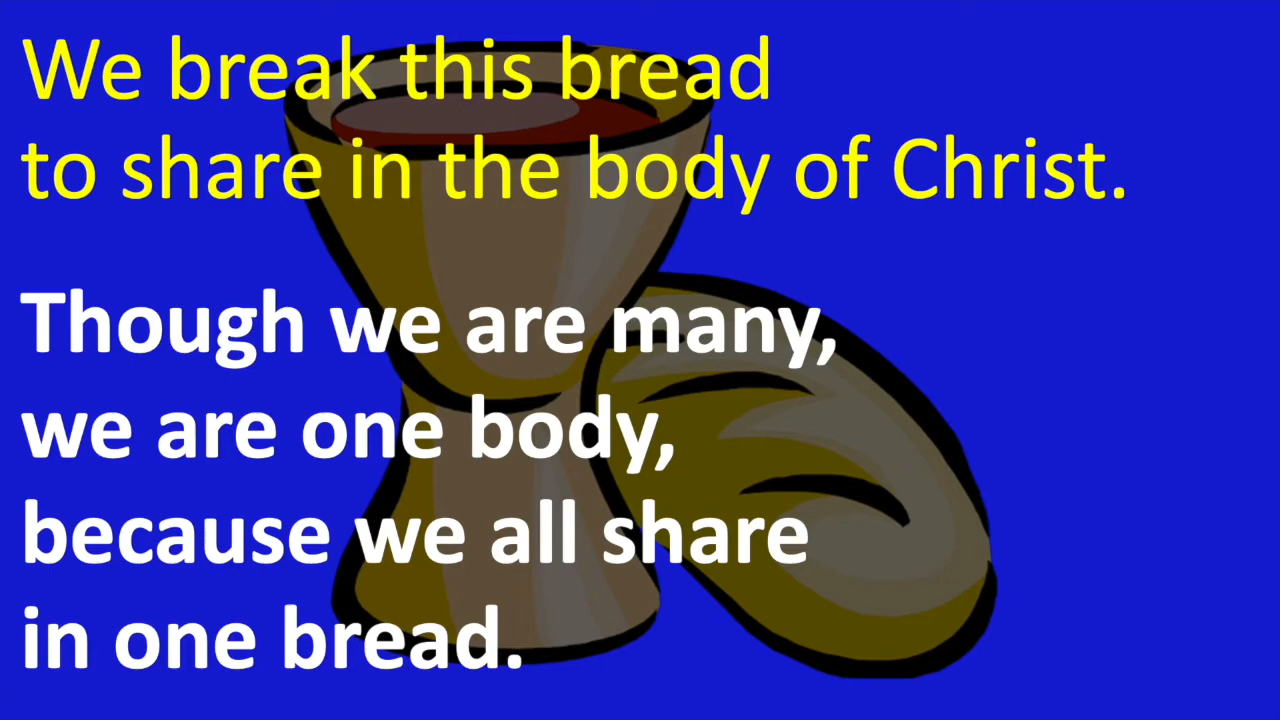 We break this bread
to share in the body of Christ.
Though we are many,
we are one body,
because we all share
in one bread.